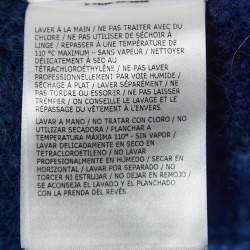 LAVER À LA MAIN / NE PAS TRAITER AVEC DU
CHLORE / NE PAS UTILISER DE SÉCHOIR À
LINGE / REPASSER À UNE TEMPÉRATURE DE
110 °C MAXIMUM - SANS VAPEUR / NETTOYER
DÉLICATEMENT À SEC AU
TÉTRACHLOROÉTHYLÈNE / NE PAS LAVER
PROFESSIONNELLEMENT PAR VOIE HUMIDE /
SÉCHAGE À PLAT / LAVER SÉPARÉMENT / NE
PAS TORDRE OU ESSORER / NE PAS LAISSER
TREMPER / ON CONSEILLE LE LAVAGE ET LE
REPASSAGE DU VÊTEMENT À L'ENVERS.
LAVAR A MANO / NO TRATAR CON CLORO / NO
UTILIZAR SECADORA / PLANCHAR A
TEMPERATURA MÁXIMA 110° - SIN VAPOR /
LAVAR DELICADAMENTE EN SECO EN
TETRACLOROETILENO / NO LAVAR
PROFESIONALMENTE EN HÚMEDO / SECAR EN
HORIZONTAL / LAVAR POR SEPARADO / NO
TORCER NI ESTRUJAR / NO DEJAR EN REMOJO /
SE ACONSEJA EL LAVADO Y EL PLANCHADO
CON LA PRENDA DEL REVÉS.